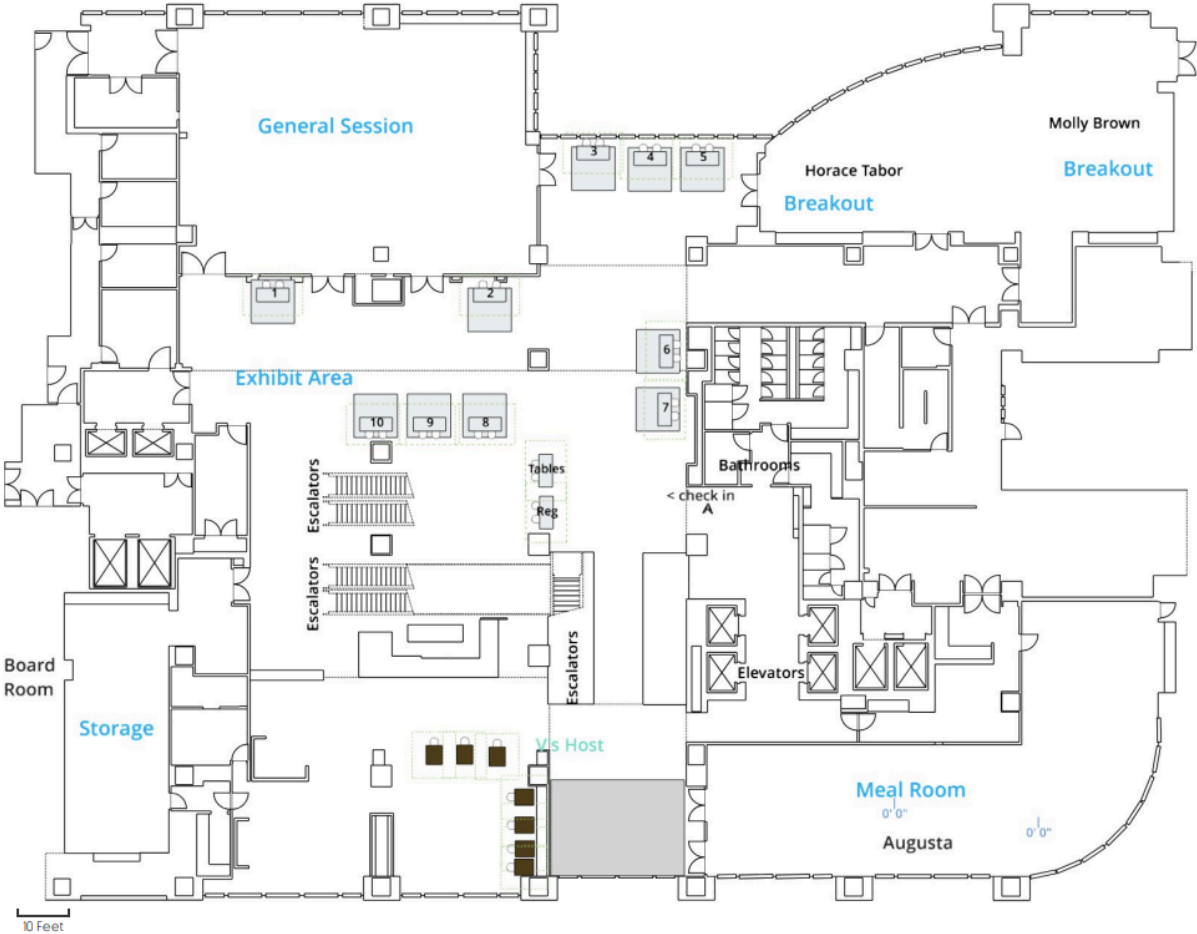 General Session
Molly Brown
Breakout
Horace Tabor
Breakout
3
4
5
1
2
6
7
Exhibit Area
10
9
8
Tables
Reg
Escalators
Escalators
Escalators
Bathrooms
< check in
A
Elevators
Board
Room
Storage
V's Host
Meal Room
0' 0"
0' 0"
Augusta
10 Feet